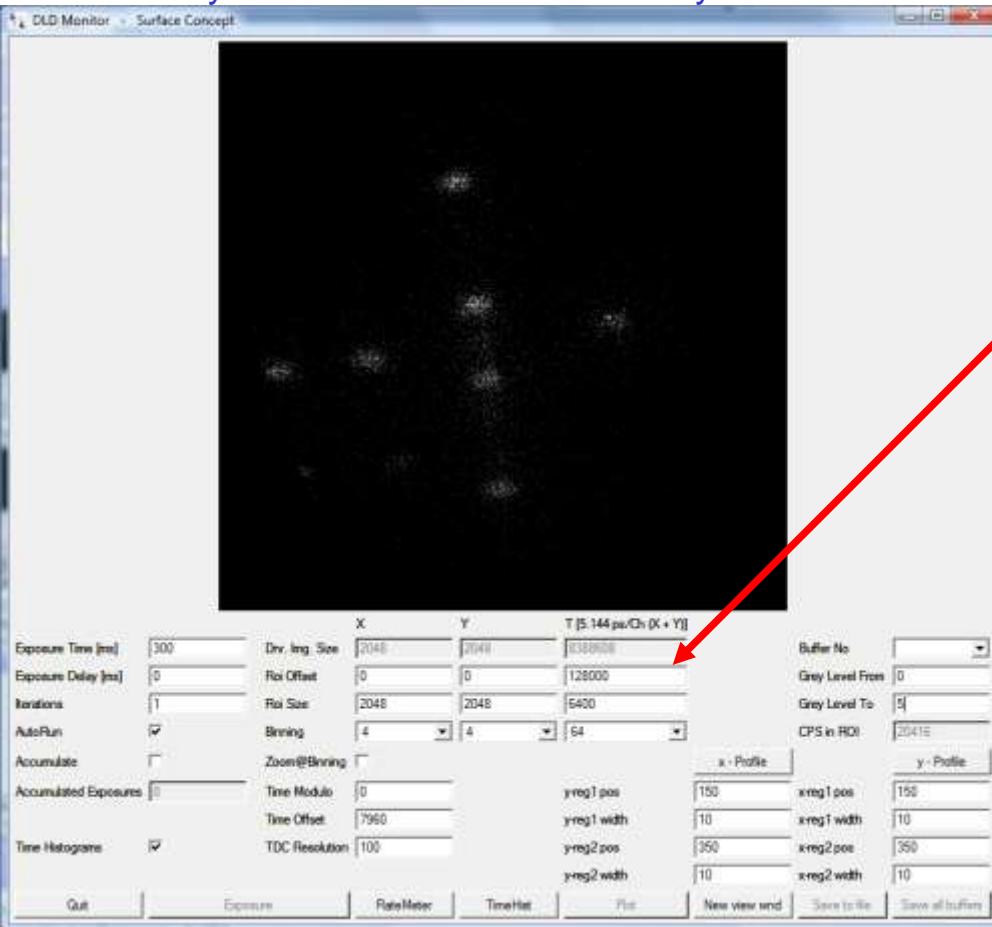 DLD Monitor - Surface Concept
X Y T [5.144 ps/Ch (X + Y)]
Exposure Time [ms] 300 Drv. Img. Size 2048 2048 8388608 Buffer No
Exposure Delay [ms] 0 Roi Offset 0 0 128000 Grey Level From 0
Iterations 1 Roi Size 2048 2048 6400 Grey Level To 5
AutoRun Binning 4 4 64 CPS in ROI 20416
Accumulate Zoom@Binning x - Profile y - Profile
Accumulated Exposures 0 Time Modulo 0 y-reg1 pos 150 x-reg1 pos 150
Time Offset 7960 y-reg1 width 10 x-reg1 width 10
Time Histograms TDC Resolution 100 y-reg2 pos 350 x-reg2 pos 350
y-reg2 width 10 x-reg2 width 10
Quit Exposure RateMeter TimeHist Plot New view wnd Save to file Save all buffers